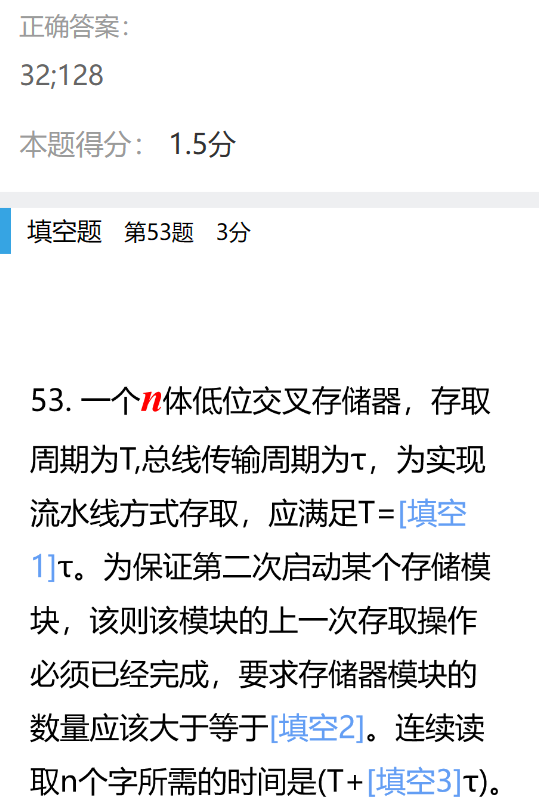 正确答案：
32;128
本题得分： 1.5分
填空题 第53题 3分
53. 一个n体低位交叉存储器，存取
周期为T,总线传输周期为τ，为实现
流水线方式存取，应满足T=[填空
1]τ。为保证第二次启动某个存储模
块，该则该模块的上一次存取操作
必须已经完成，要求存储器模块的
数量应该大于等于[填空2]。连续读
取n个字所需的时间是(T+[填空3]τ)。